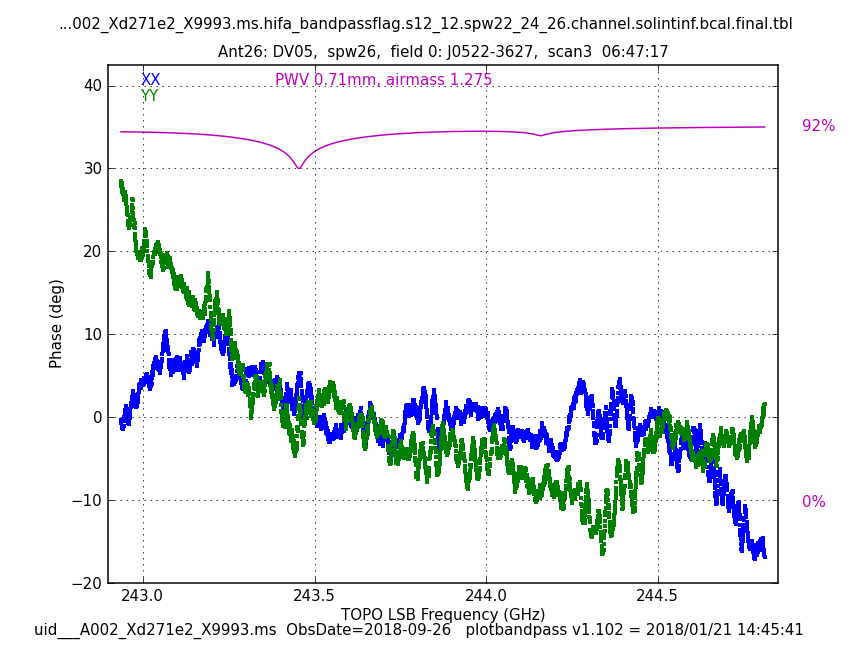 ...002_Xd271e2_X9993.ms.hifa_bandpassflag.s12_12.spw22_24_26.channel.solintinf.bcal.final.tbl
Ant26: DV05,  spw26,  field 0: J0522-3627,  scan3  06:47:17
XX
PWV 0.71mm, airmass 1.275
YY
40
92%
30
20
10
0
−10
0%
−20
Phase (deg)
243.0 243.5 244.0 244.5
TOPO LSB Frequency (GHz)
uid___A002_Xd271e2_X9993.ms  ObsDate=2018-09-26   plotbandpass v1.102 = 2018/01/21 14:45:41